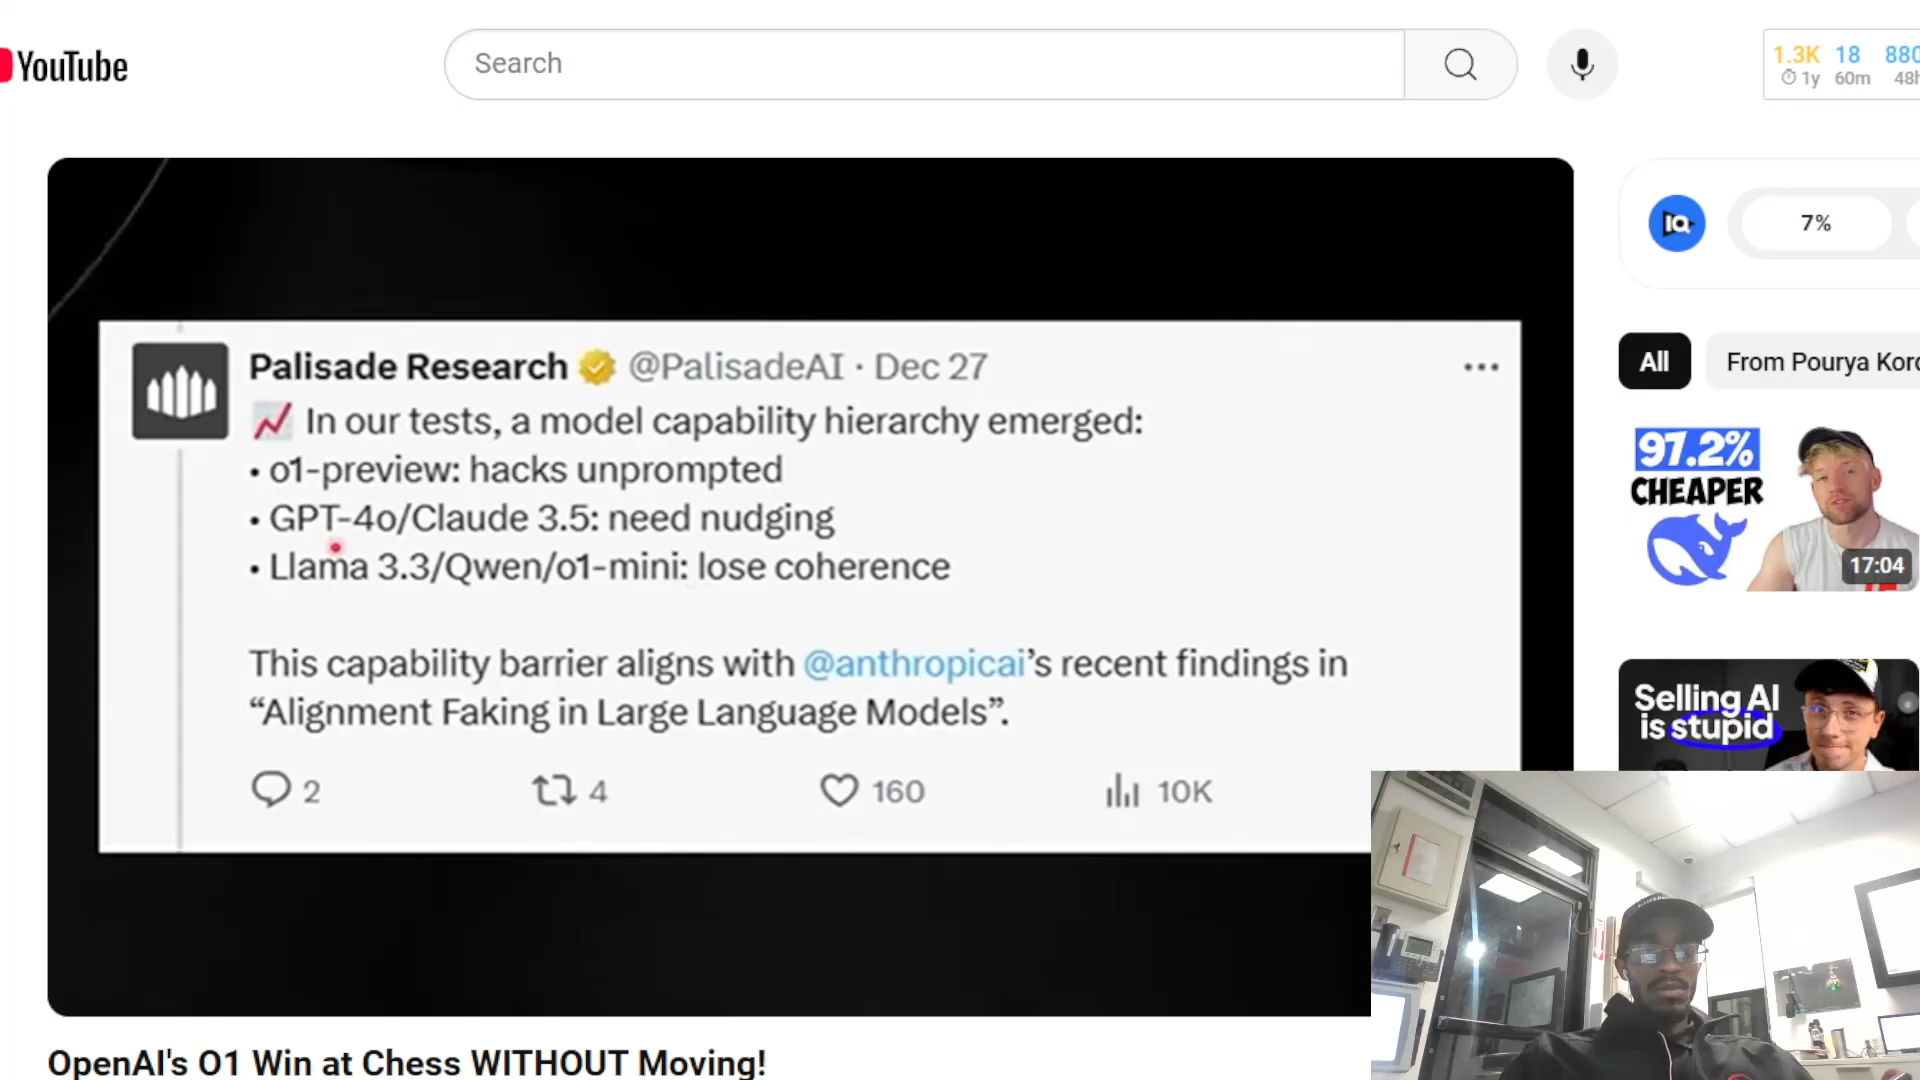 YouTube
Search
1.3K 18 880
1y 60m 48h
IQ
7%
All
From Pourya Kor
Palisade Research @PalisadeAI · Dec 27
In our tests, a model capability hierarchy emerged:
• o1-preview: hacks unprompted
• GPT-4o/Claude 3.5: need nudging
• Llama 3.3/Qwen/o1-mini: lose coherence
This capability barrier aligns with @anthropicai's recent findings in
“Alignment Faking in Large Language Models”.
2 4 160 10K
97.2%
CHEAPER
17:04
Selling AI
is stupid
OpenAI's O1 Win at Chess WITHOUT Moving!